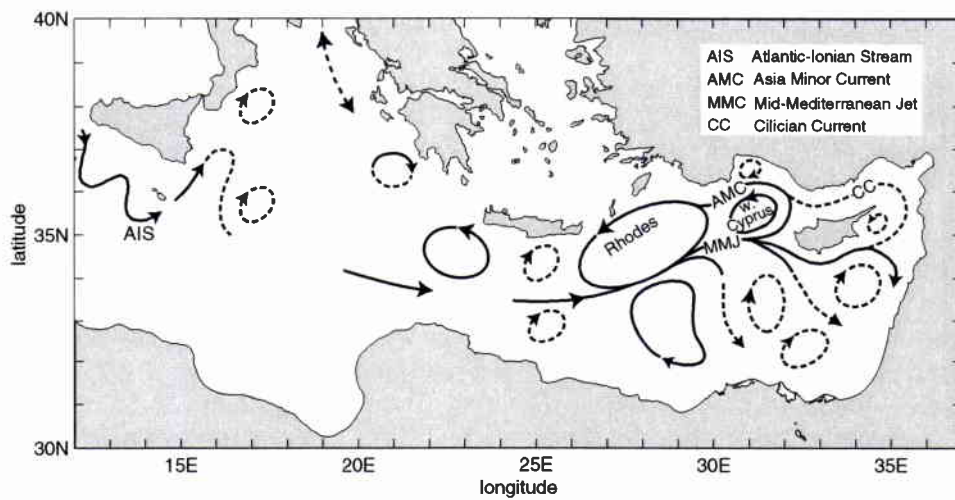 40N
35N
30N
latitude
15E
20E
25E
30E
35E
longitude
AIS Atlantic-Ionian Stream
AMC Asia Minor Current
MMC Mid-Mediterranean Jet
CC Cilician Current
AIS
AMC
CC
W.
Cyprus
Rhodes
MMJ